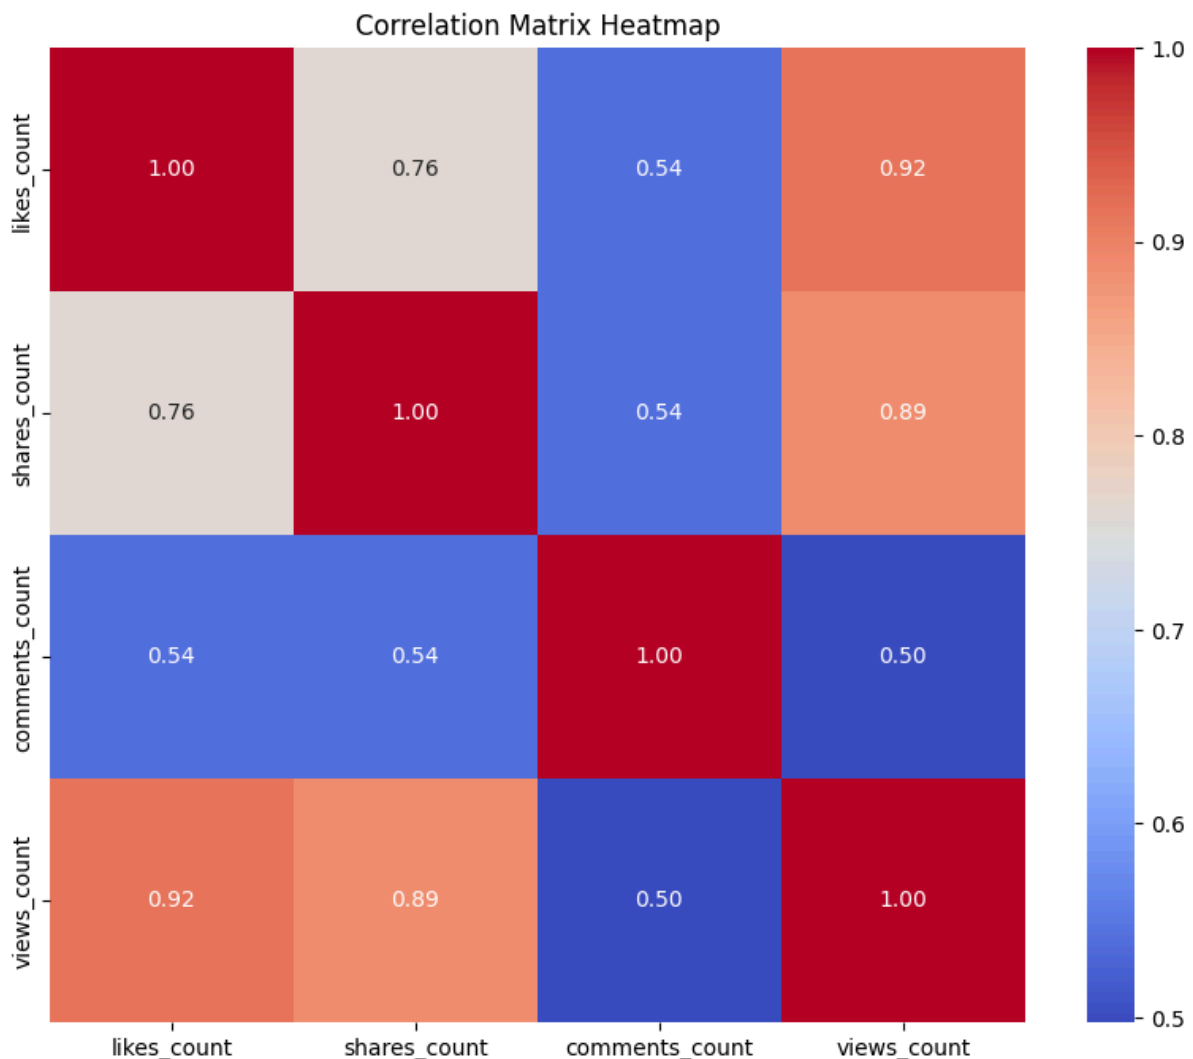 Correlation Matrix Heatmap
likes_count
1.00
0.76
0.54
0.92
shares_count
0.76
1.00
0.54
0.89
comments_count
0.54
0.54
1.00
0.50
views_count
0.92
0.89
0.50
1.00
likes_count
shares_count
comments_count
views_count
1.0
0.9
0.8
0.7
0.6
0.5